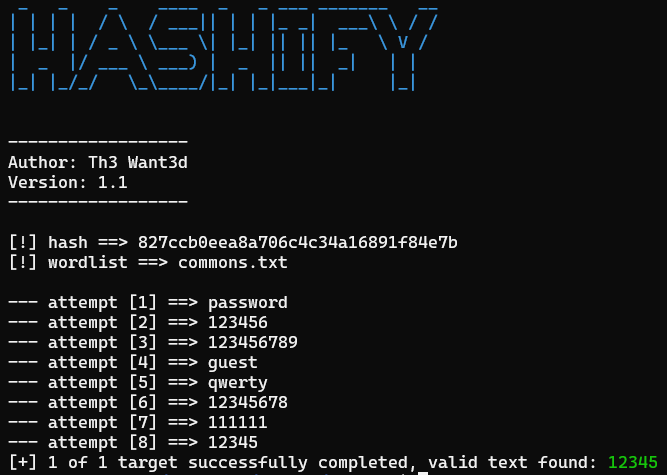 HASHIFY
------------------
Author: Th3 Want3d
Version: 1.1
------------------
[!] hash ==> 827ccb0eea8a706c4c34a16891f84e7b
[!] wordlist ==> commons.txt
--- attempt [1] ==> password
--- attempt [2] ==> 123456
--- attempt [3] ==> 123456789
--- attempt [4] ==> guest
--- attempt [5] ==> qwerty
--- attempt [6] ==> 12345678
--- attempt [7] ==> 111111
--- attempt [8] ==> 12345
[+] 1 of 1 target successfully completed, valid text found: 12345